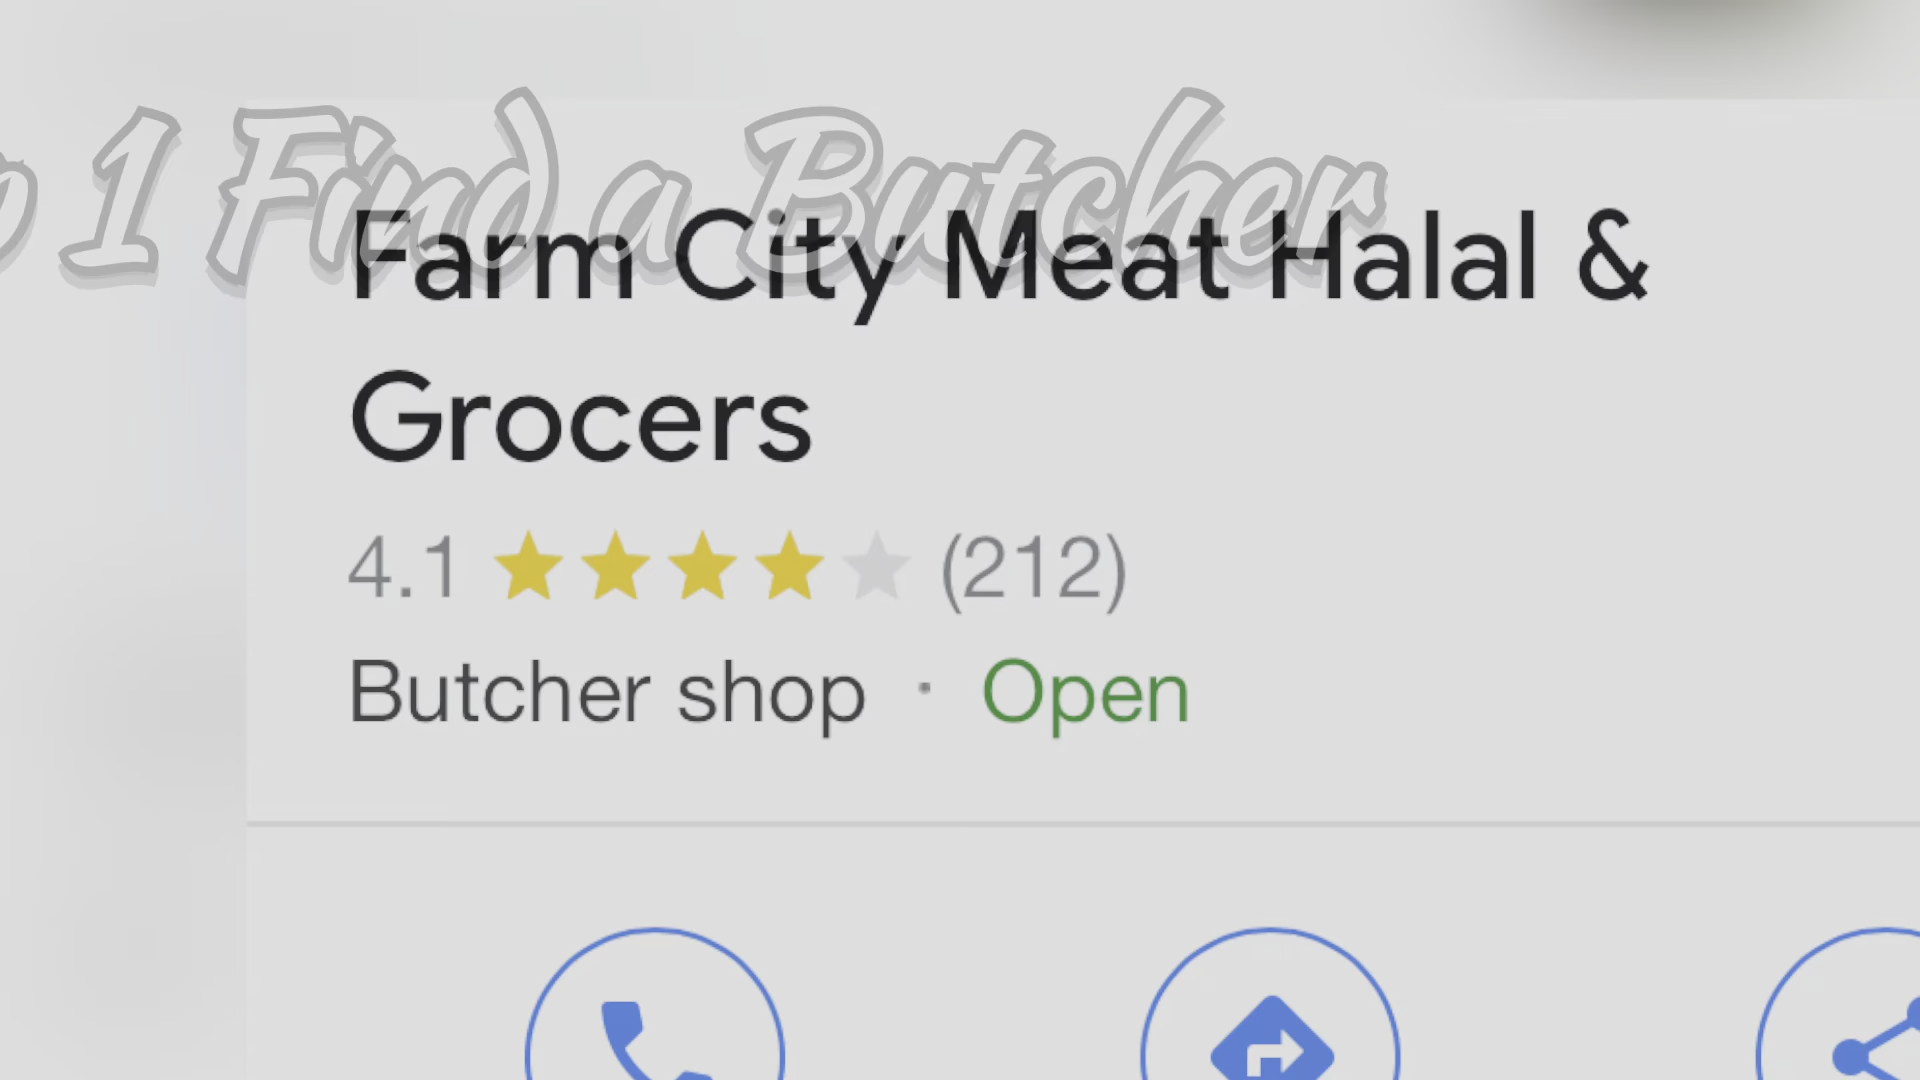 1 Find a Butcher
Farm City Meat Halal &
Grocers
4.1 (212)
Butcher shop · Open